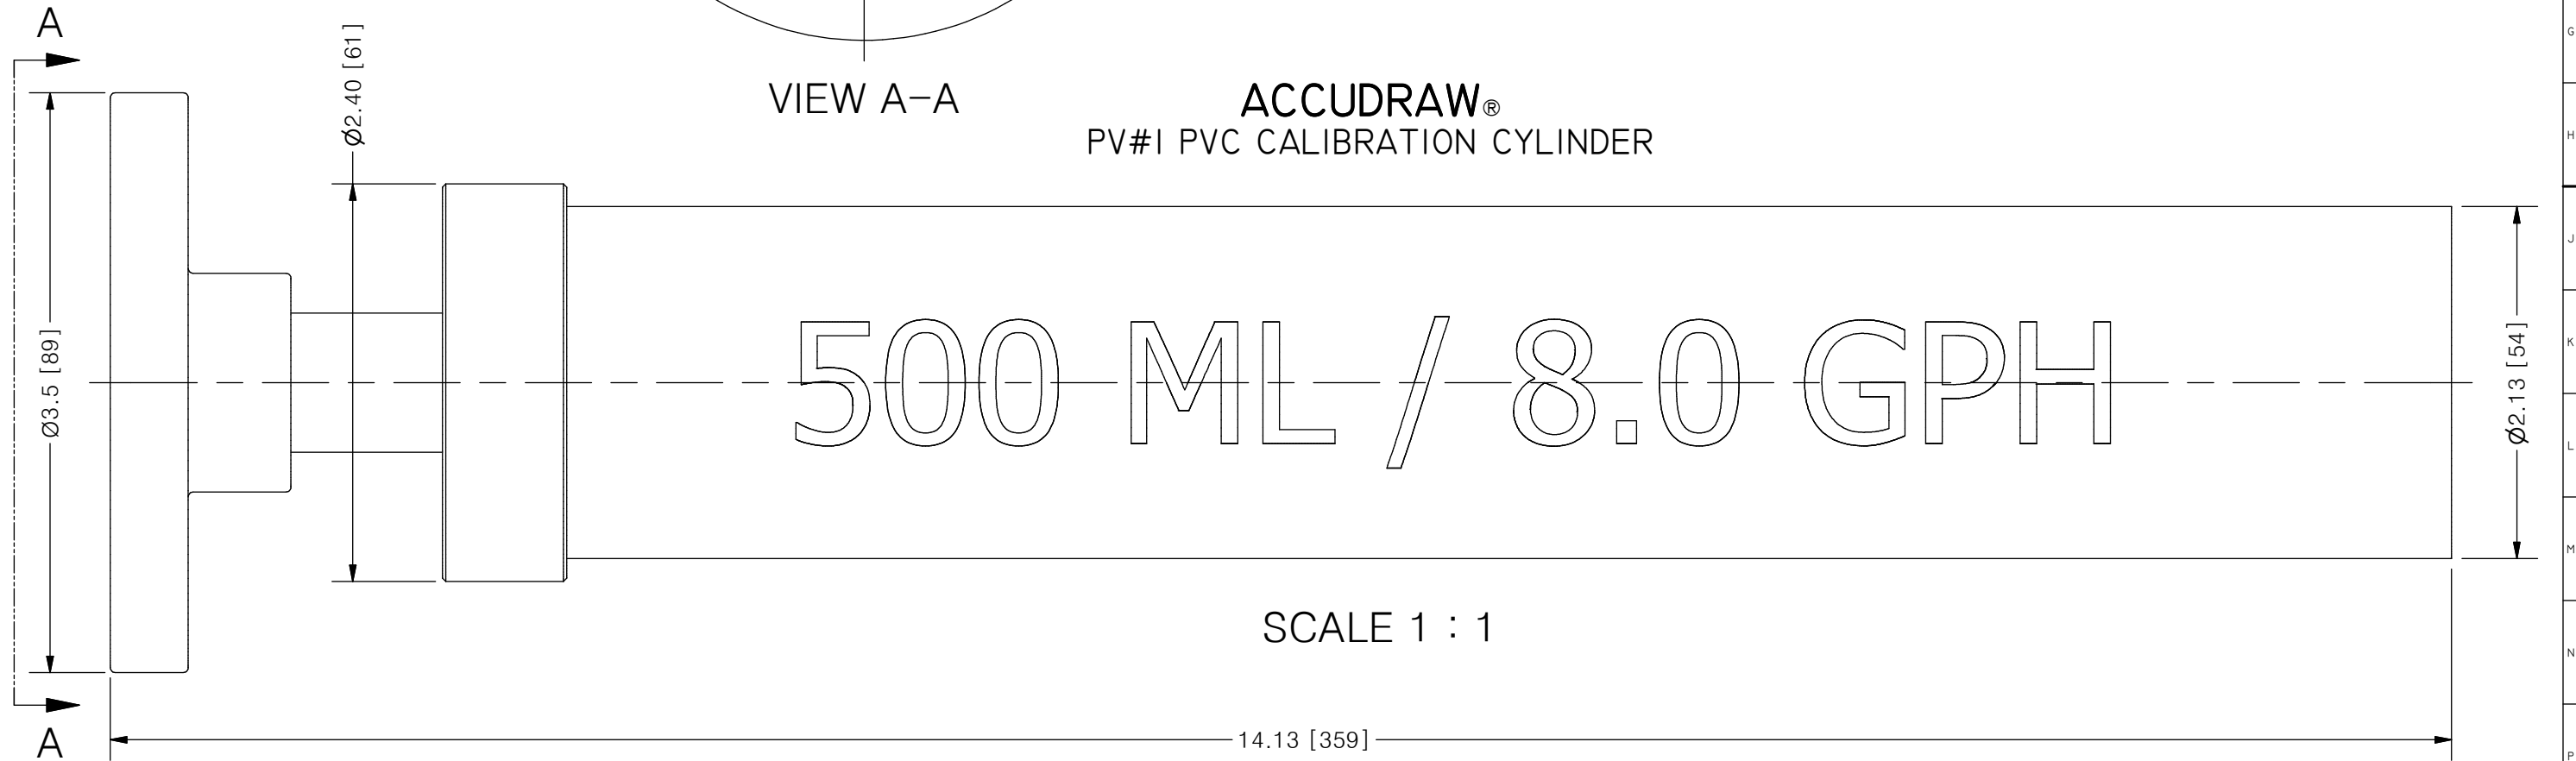 A
Ø2.40 [61]
VIEW A-A
ACCUDRAW®
PV#1 PVC CALIBRATION CYLINDER
Ø3.5 [89]
500 ML / 8.0 GPH
Ø2.13 [54]
SCALE 1 : 1
A
14.13 [359]
G
H
J
K
L
M
N
P